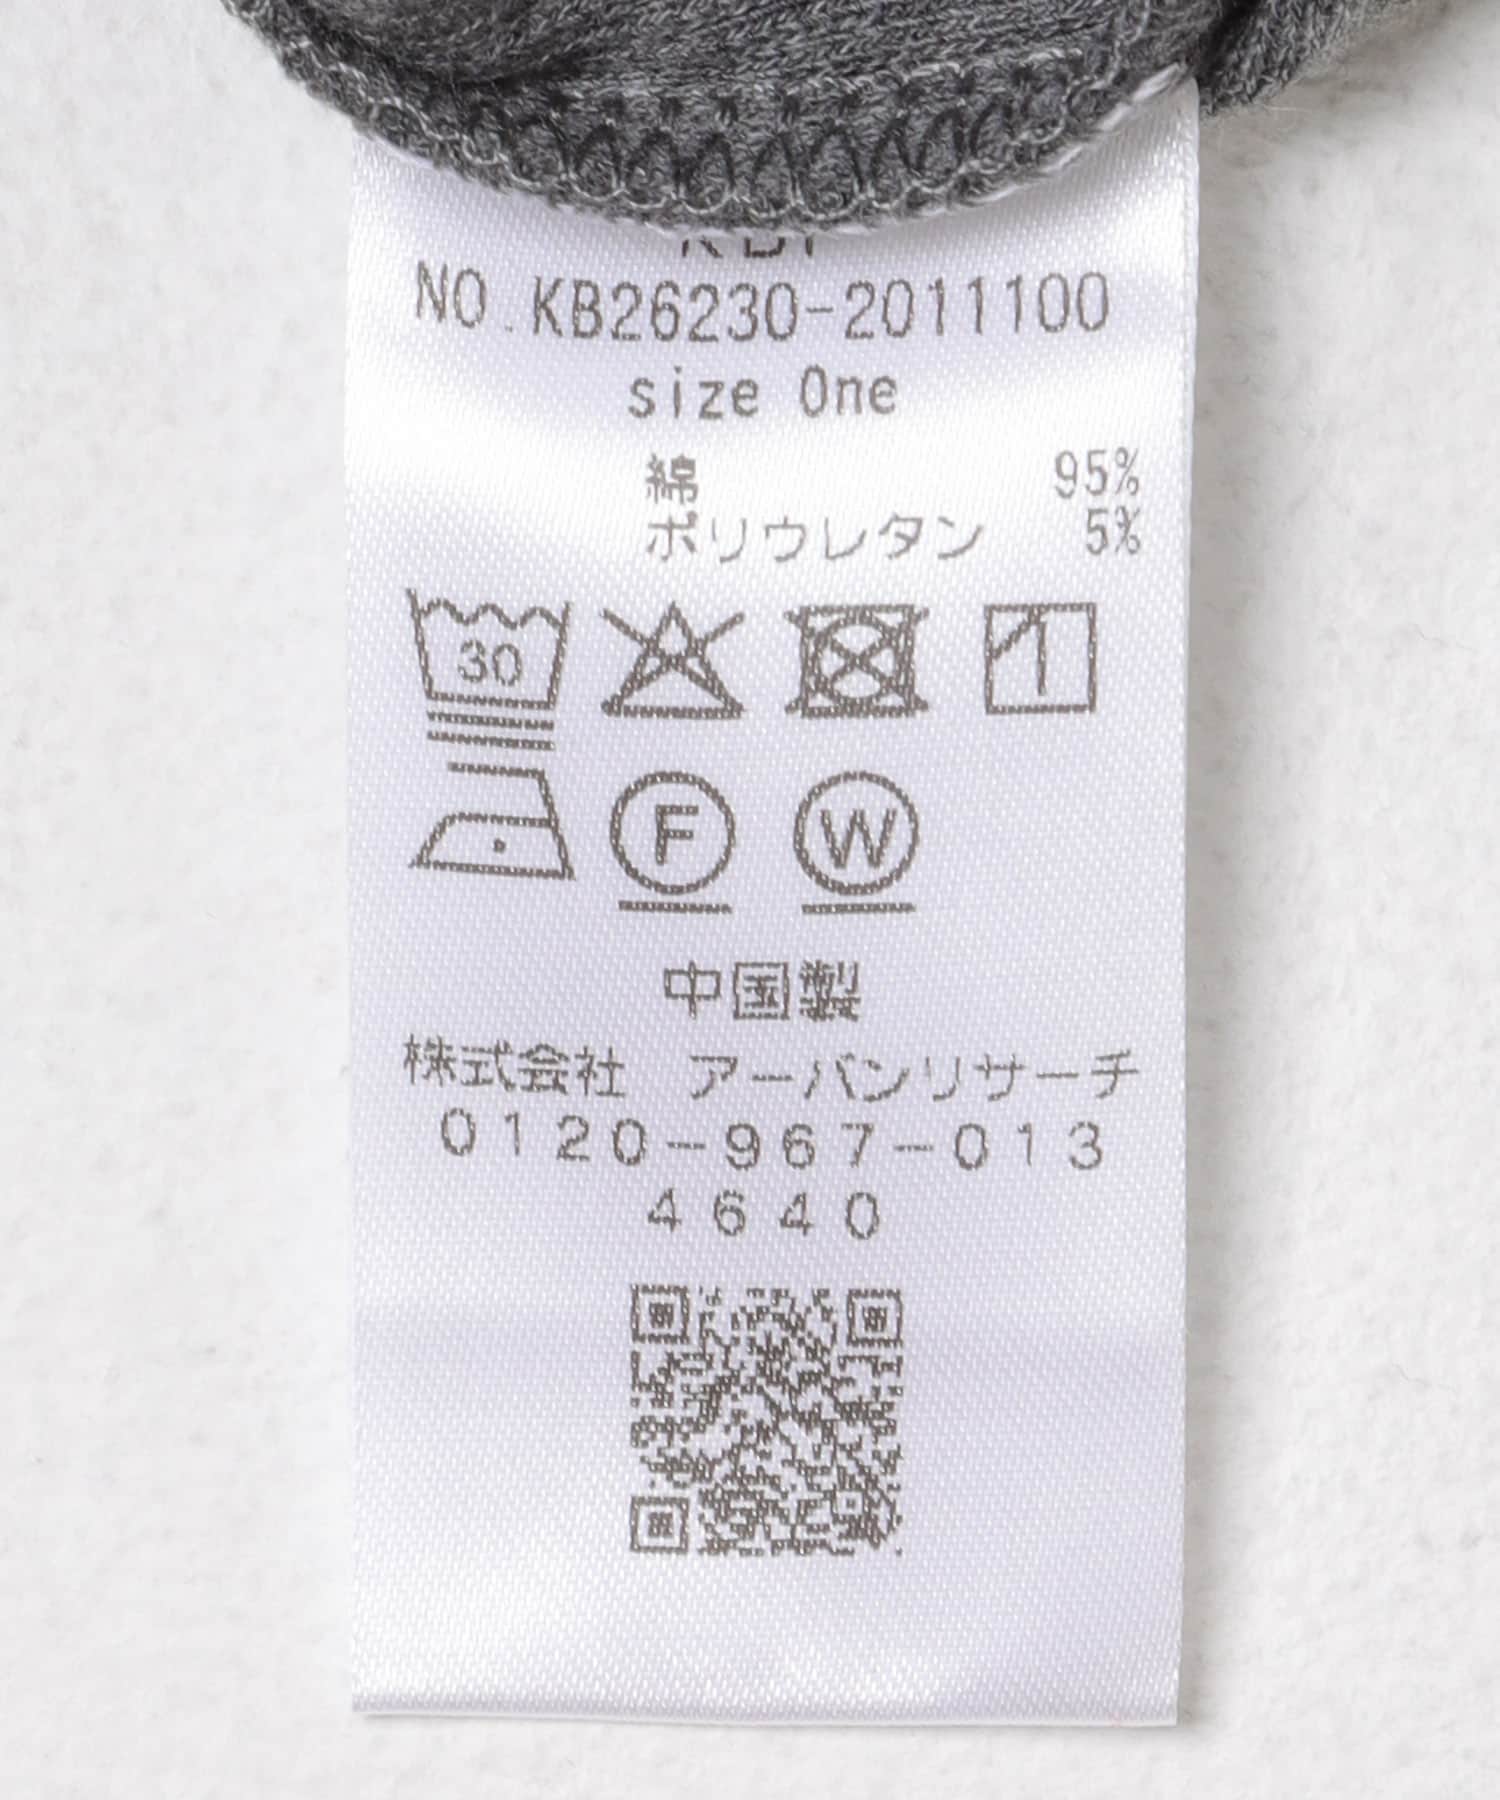 NO.KB26230-2011100
size One
綿 95%
ポリウレタン 5%
30
F W
中国製
株式会社 アーバンリサーチ
0120-967-013
4640